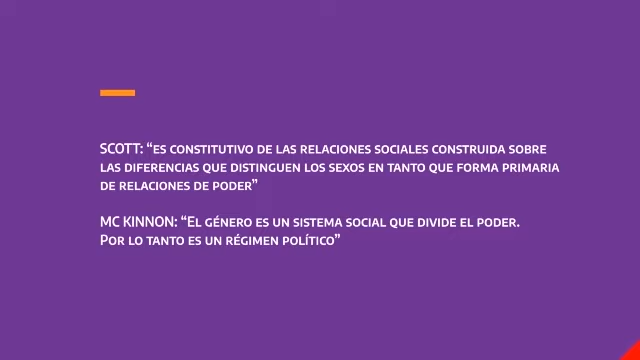 SCOTT: “ES CONSTITUTIVO DE LAS RELACIONES SOCIALES CONSTRUIDA SOBRE
LAS DIFERENCIAS QUE DISTINGUEN LOS SEXOS EN TANTO QUE FORMA PRIMARIA
DE RELACIONES DE PODER”
MC KINNON: “EL GÉNERO ES UN SISTEMA SOCIAL QUE DIVIDE EL PODER.
POR LO TANTO ES UN RÉGIMEN POLÍTICO”